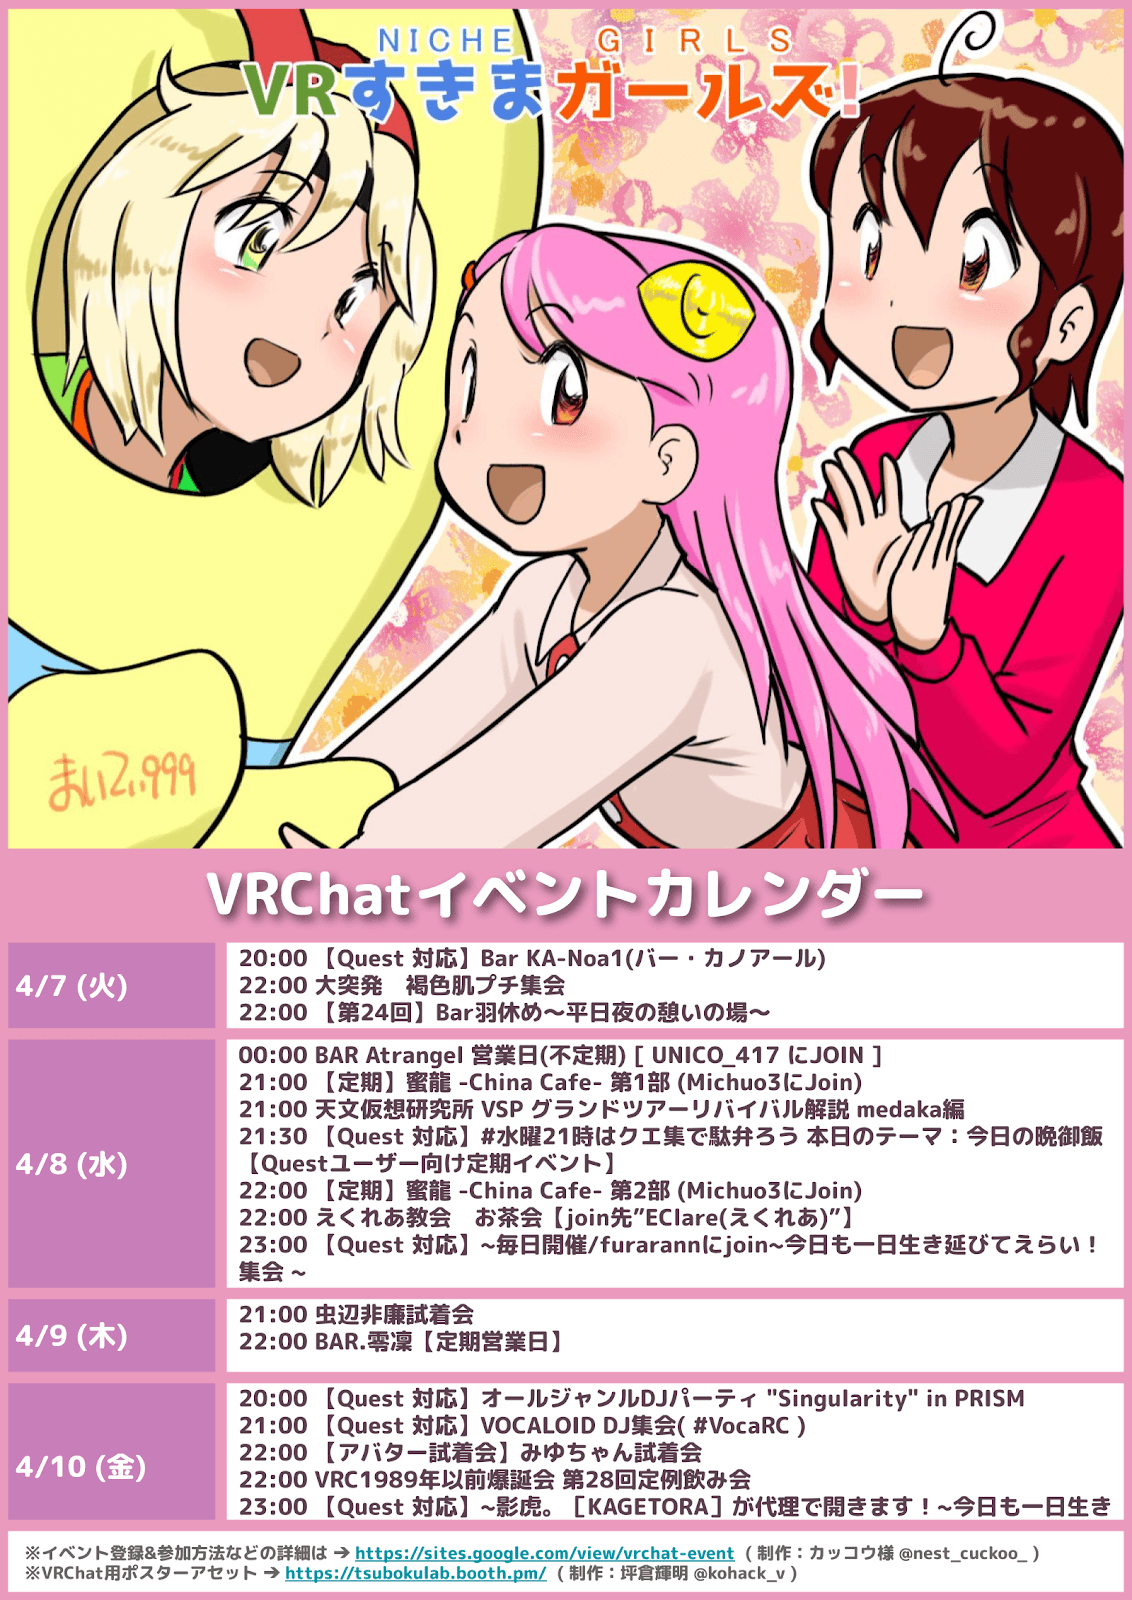 NICHE GIRLS
VRすきまガールズ!
まいてぃ999
VRChatイベントカレンダー
4/7 (火)
20:00 【Quest 対応】Bar KA-Noa1(バー・カノアール)
22:00 大突発　褐色肌プチ集会
22:00 【第24回】Bar羽休め～平日夜の憩いの場～
4/8 (水)
00:00 BAR Atrangel 営業日(不定期) [ UNICO_417 にJOIN ]
21:00 【定期】蜜龍 -China Cafe- 第1部 (Michuo3にJoin)
21:00 天文仮想研究所 VSP グランドツアーリバイバル解説 medaka編
21:30 【Quest 対応】#水曜21時はクエ集で駄弁ろう 本日のテーマ：今日の晩御飯
【Questユーザー向け定期イベント】
22:00 【定期】蜜龍 -China Cafe- 第2部 (Michuo3にJoin)
22:00 えくれあ教会　お茶会【join先”EClare(えくれあ)”】
23:00 【Quest 対応】~毎日開催/furarannにjoin~今日も一日生き延びてえらい！
集会 ~
4/9 (木)
21:00 虫辺非廉試着会
22:00 BAR.零凜【定期営業日】
4/10 (金)
20:00 【Quest 対応】オールジャンルDJパーティ "Singularity" in PRISM
21:00 【Quest 対応】VOCALOID DJ集会( #VocaRC )
22:00 【アバター試着会】みゆちゃん試着会
22:00 VRC1989年以前爆誕会 第28回定例飲み会
23:00 【Quest 対応】~影虎。［KAGETORA］が代理で開きます！~今日も一日生き
※イベント登録&参加方法などの詳細は → https://sites.google.com/view/vrchat-event ( 制作：カッコウ様 @nest_cuckoo_ )
※VRChat用ポスターアセット → https://tsubokulab.booth.pm/ ( 制作：坪倉輝明 @kohack_v )